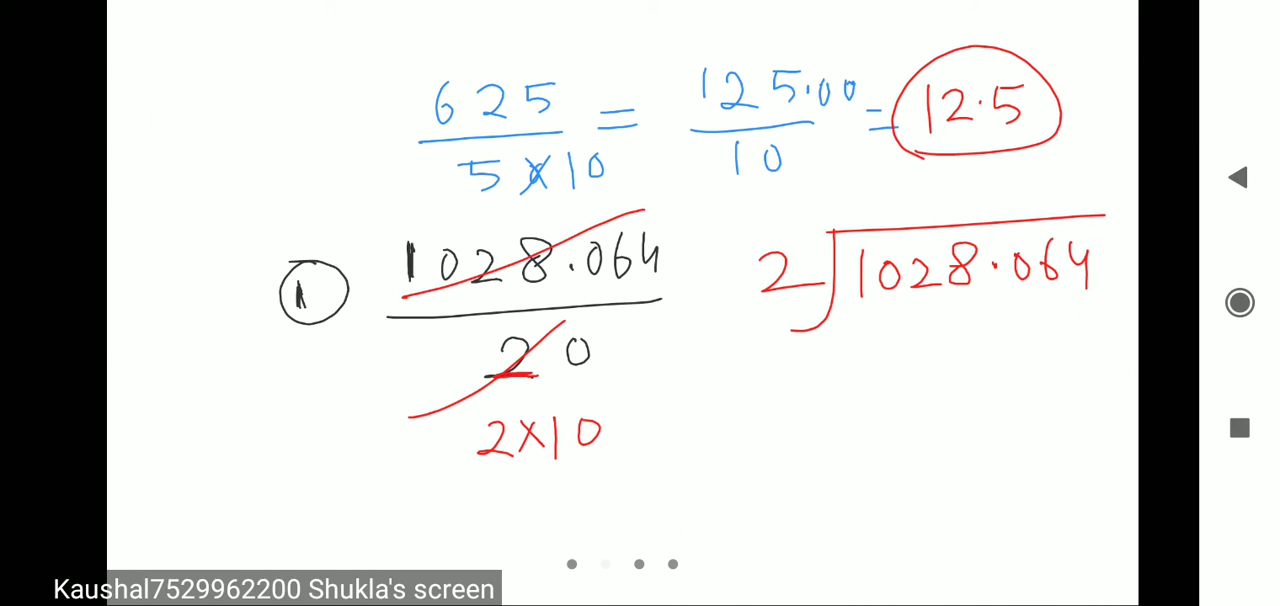 625 / 5×10 = 125.00 / 10 = 12.5
① 1028.064 / 20
2×10
2⟌1028.064
Kaushal7529962200 Shukla's screen